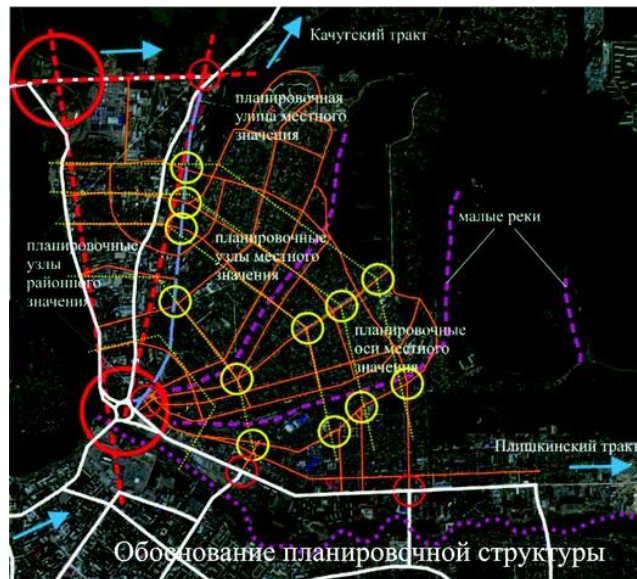 Качугский тракт
планировочная
улица местного
значения
малые реки
планировочные
узлы
районного
значения
планировочные
узлы местного
значения
планировочные
оси местного
значения
Плишкинский тракт
Обоснование планировочной структуры